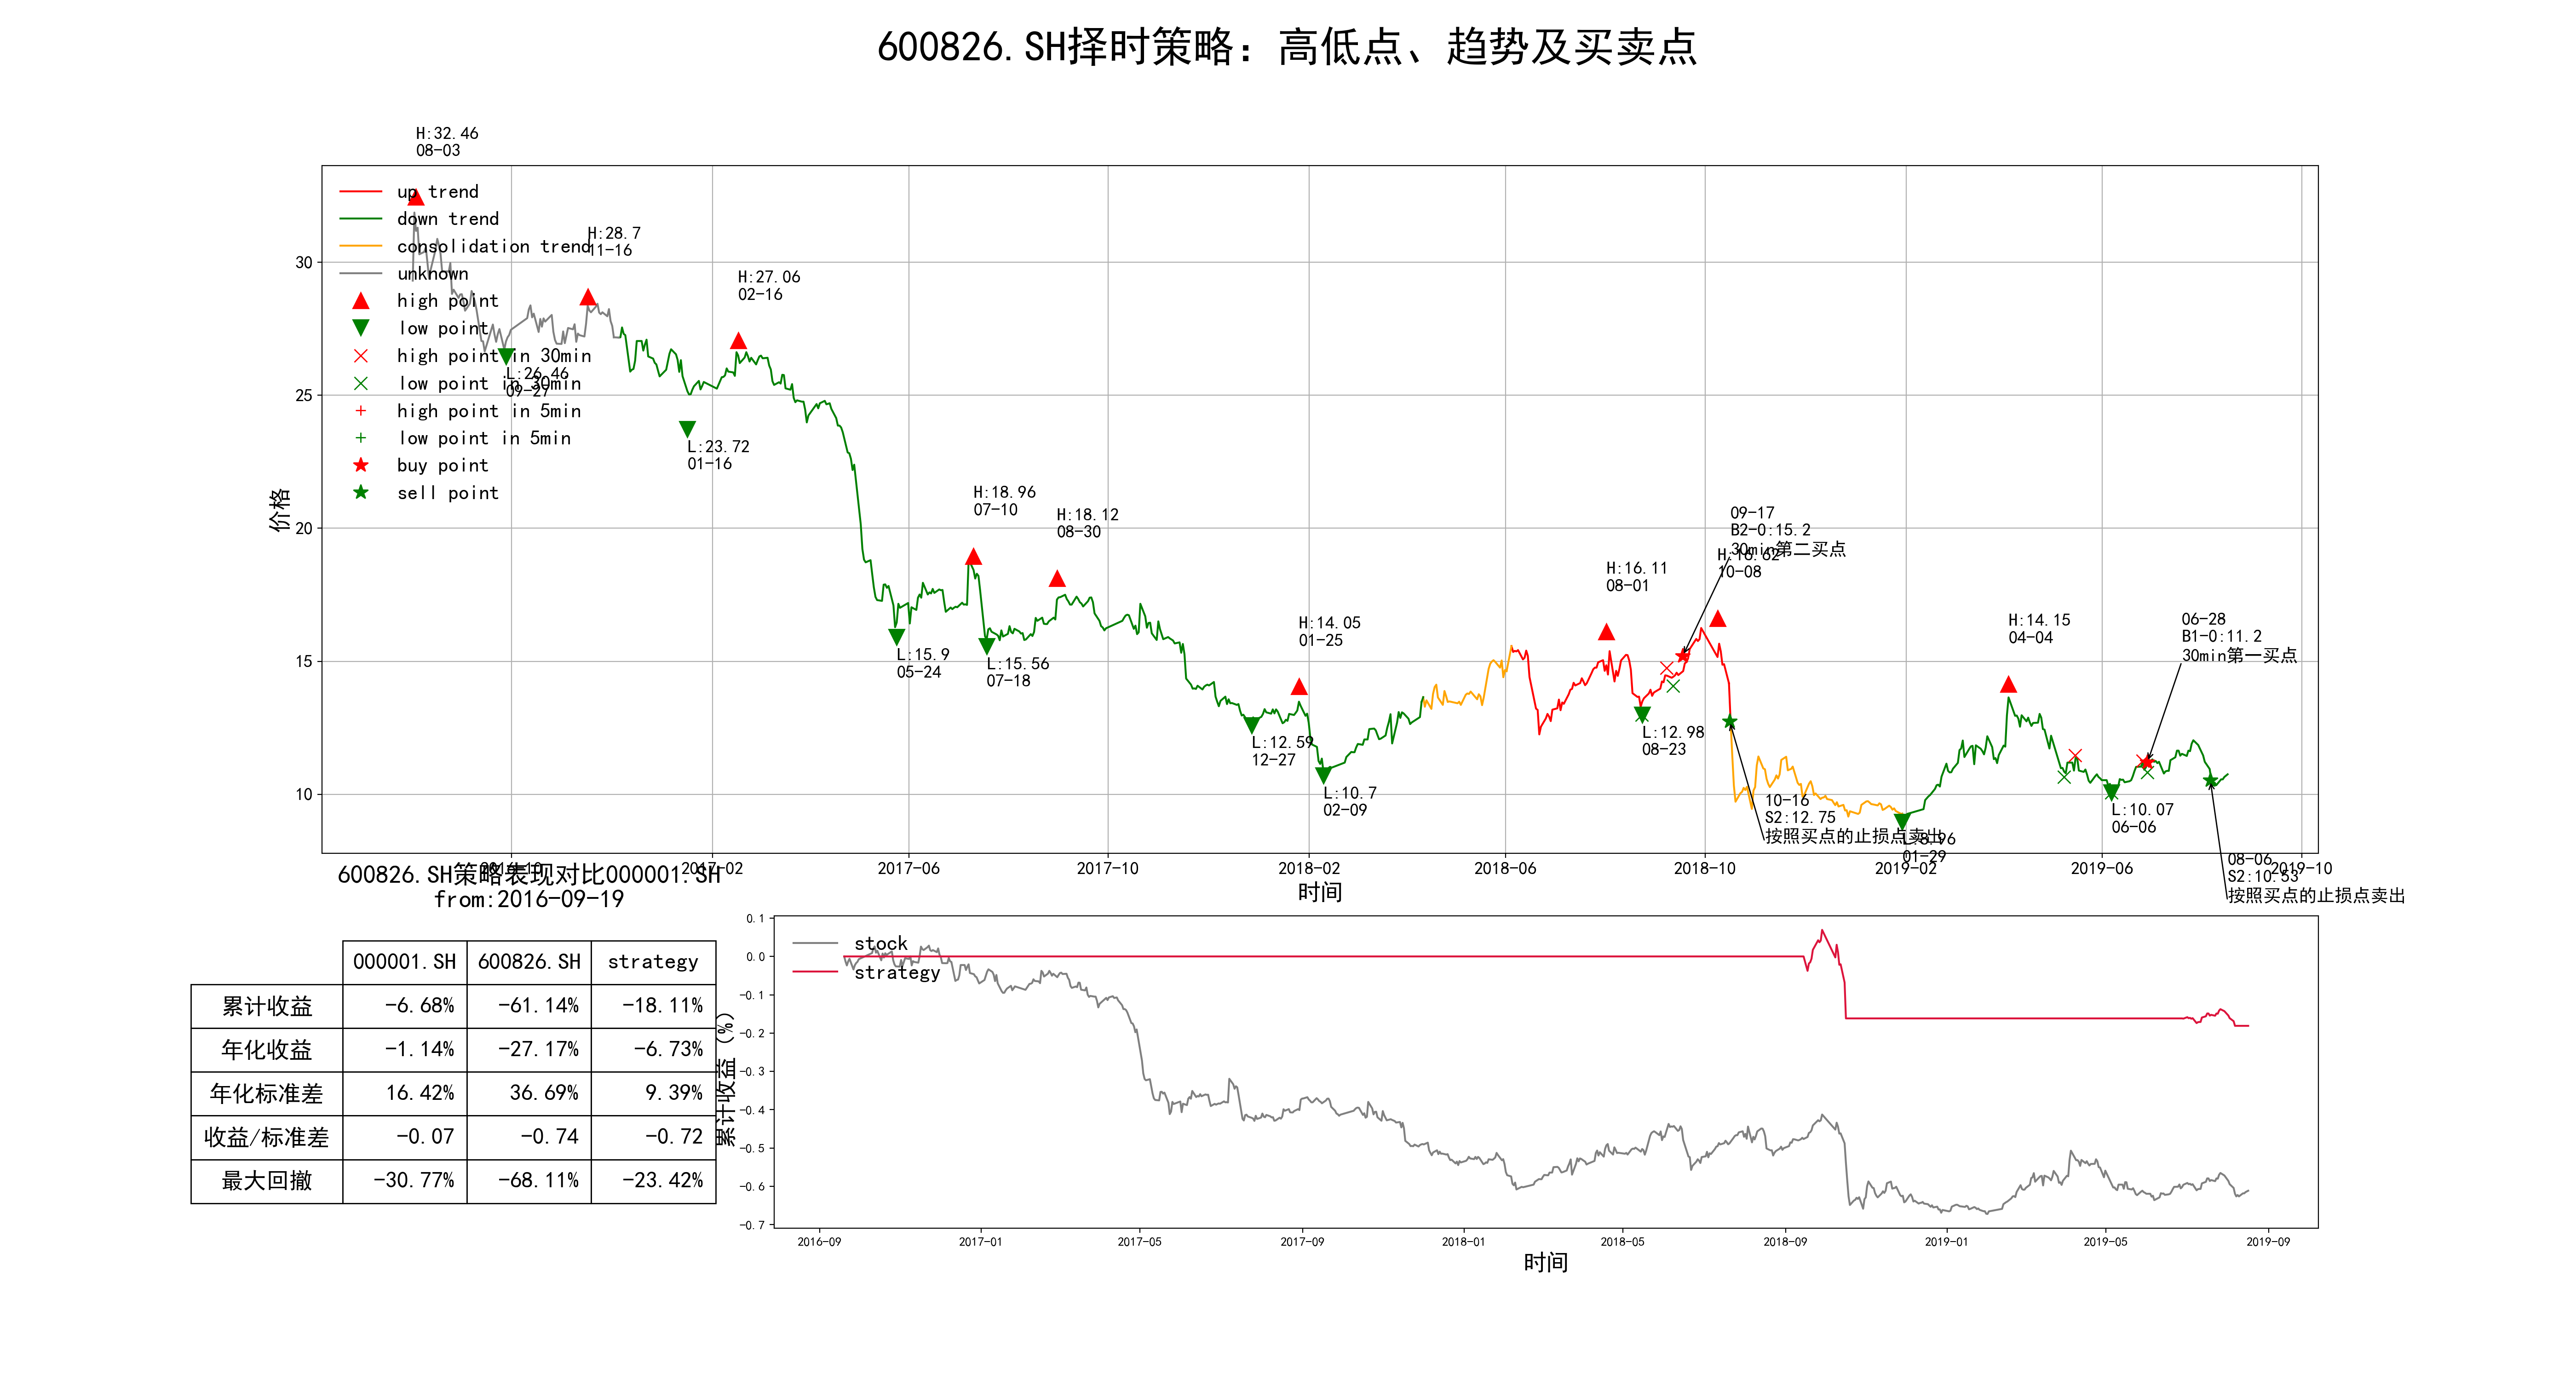 600826.SH择时策略：高低点、趋势及买卖点
H:32.46
08-03
up trend
down trend
consolidation trend
unknown
high point
low point
high point in 30min
low point in 30min
high point in 5min
low point in 5min
buy point
sell point
H:28.7
11-16
L:26.46
09-27
H:27.06
02-16
L:23.72
01-16
H:18.96
07-10
H:18.12
08-30
L:15.9
05-24
L:15.56
07-18
H:14.05
01-25
L:12.59
12-27
L:10.7
02-09
H:16.11
08-01
L:12.98
08-23
09-17
B2-0:15.2
30min第二买点
H:16.62
10-08
10-16
S2:12.75
按照买点的止损点卖出
L:8.96
01-29
H:14.15
04-04
L:10.07
06-06
06-28
B1-0:11.2
30min第一买点
08-06
S2:10.53
按照买点的止损点卖出
价格
30
25
20
15
10
2016-10
2017-02
2017-06
2017-10
2018-02
2018-06
2018-10
2019-02
2019-06
2019-10
时间
600826.SH策略表现对比000001.SH
from:2016-09-19
000001.SH 600826.SH strategy
累计收益 -6.68% -61.14% -18.11%
年化收益 -1.14% -27.17% -6.73%
年化标准差 16.42% 36.69% 9.39%
收益/标准差 -0.07 -0.74 -0.72
最大回撤 -30.77% -68.11% -23.42%
累计收益（%）
0.1
0.0
-0.1
-0.2
-0.3
-0.4
-0.5
-0.6
-0.7
stock
strategy
2016-09
2017-01
2017-05
2017-09
2018-01
2018-05
2018-09
2019-01
2019-05
2019-09
时间